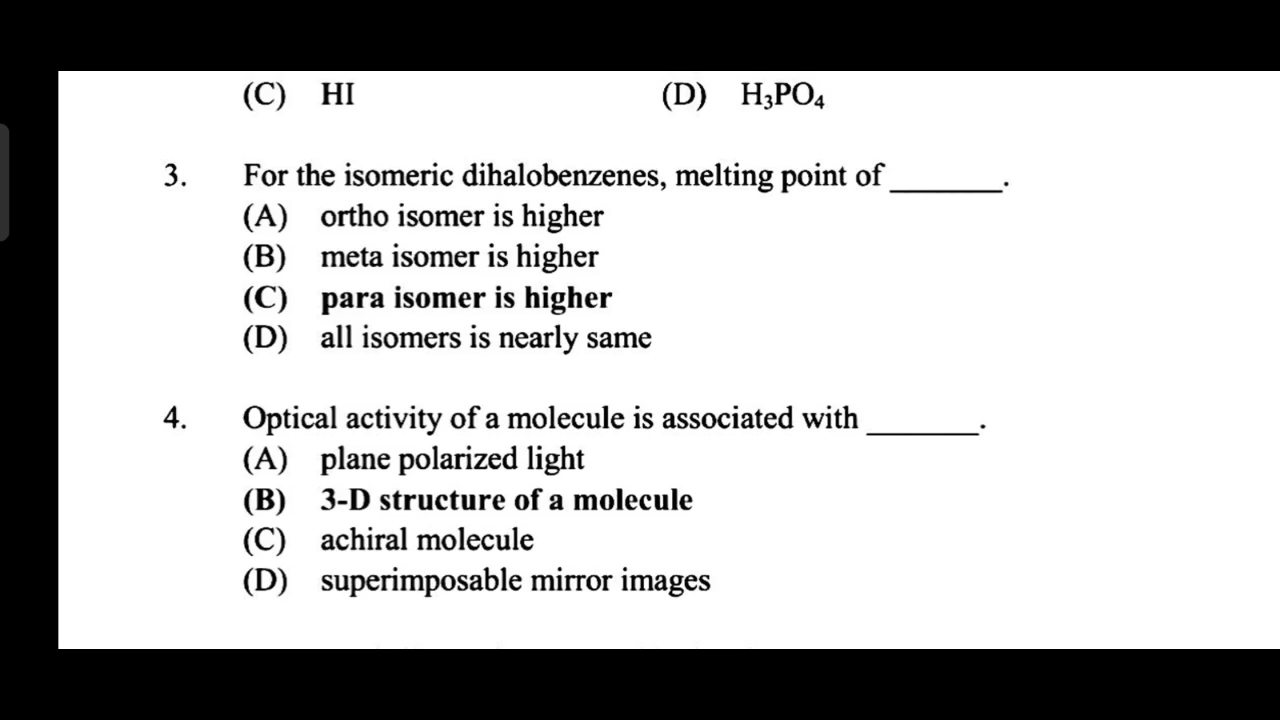 (C) HI (D) H₃PO₄
3. For the isomeric dihalobenzenes, melting point of ________.
(A) ortho isomer is higher
(B) meta isomer is higher
(C) para isomer is higher
(D) all isomers is nearly same
4. Optical activity of a molecule is associated with ________.
(A) plane polarized light
(B) 3-D structure of a molecule
(C) achiral molecule
(D) superimposable mirror images